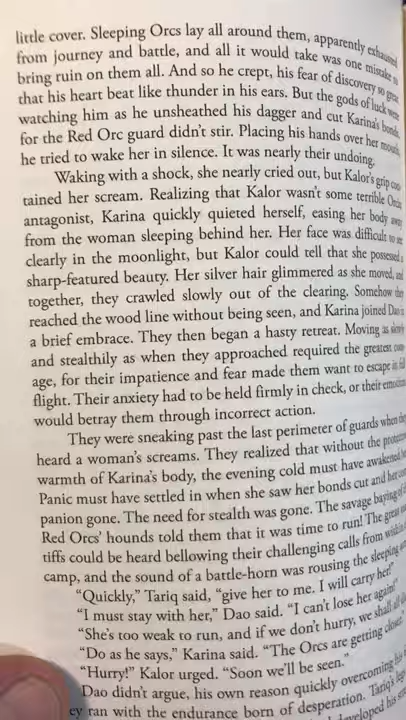 little cover. Sleeping Orcs lay all around them, apparently exhausted
from journey and battle, and all it would take was one mistake to
bring ruin on them all. And so he crept, his fear of discovery so great
that his heart beat like thunder in his ears. But the gods of luck were
watching him as he unsheathed his dagger and cut Karina's bonds,
for the Red Orc guard didn't stir. Placing his hands over her mouth,
he tried to wake her in silence. It was nearly their undoing.
Waking with a shock, she nearly cried out, but Kalor's grip con-
tained her scream. Realizing that Kalor wasn't some terrible Orcish
antagonist, Karina quickly quieted herself, easing her body away
from the woman sleeping behind her. Her face was difficult to see
clearly in the moonlight, but Kalor could tell that she possessed a
sharp-featured beauty. Her silver hair glimmered as she moved, and
together, they crawled slowly out of the clearing. Somehow they
reached the wood line without being seen, and Karina joined Dao in
a brief embrace. They then began a hasty retreat. Moving as slowly
and stealthily as when they approached required the greatest cour-
age, for their impatience and fear made them want to escape in full
flight. Their anxiety had to be held firmly in check, or their emotions
would betray them through incorrect action.
They were sneaking past the last perimeter of guards when they
heard a woman's screams. They realized that without the protective
warmth of Karina's body, the evening cold must have awakened her.
Panic must have settled in when she saw her bonds cut and her com-
panion gone. The need for stealth was gone. The savage baying of the
Red Orcs' hounds told them that it was time to run! The great mas-
tiffs could be heard bellowing their challenging calls from within the
camp, and the sound of a battle-horn was rousing the sleeping
"Quickly," Tariq said, "give her to me. I will carry her!"
"I must stay with her," Dao said. "I can't lose her again!"
"She's too weak to run, and if we don't hurry, we shall all
"Do as he says," Karina said. "The Orcs are getting closer."
"Hurry!" Kalor urged. "Soon we'll be seen."
Dao didn't argue, his own reason quickly overcoming his
ran with the endurance born of desperation. Tariq's
developed his